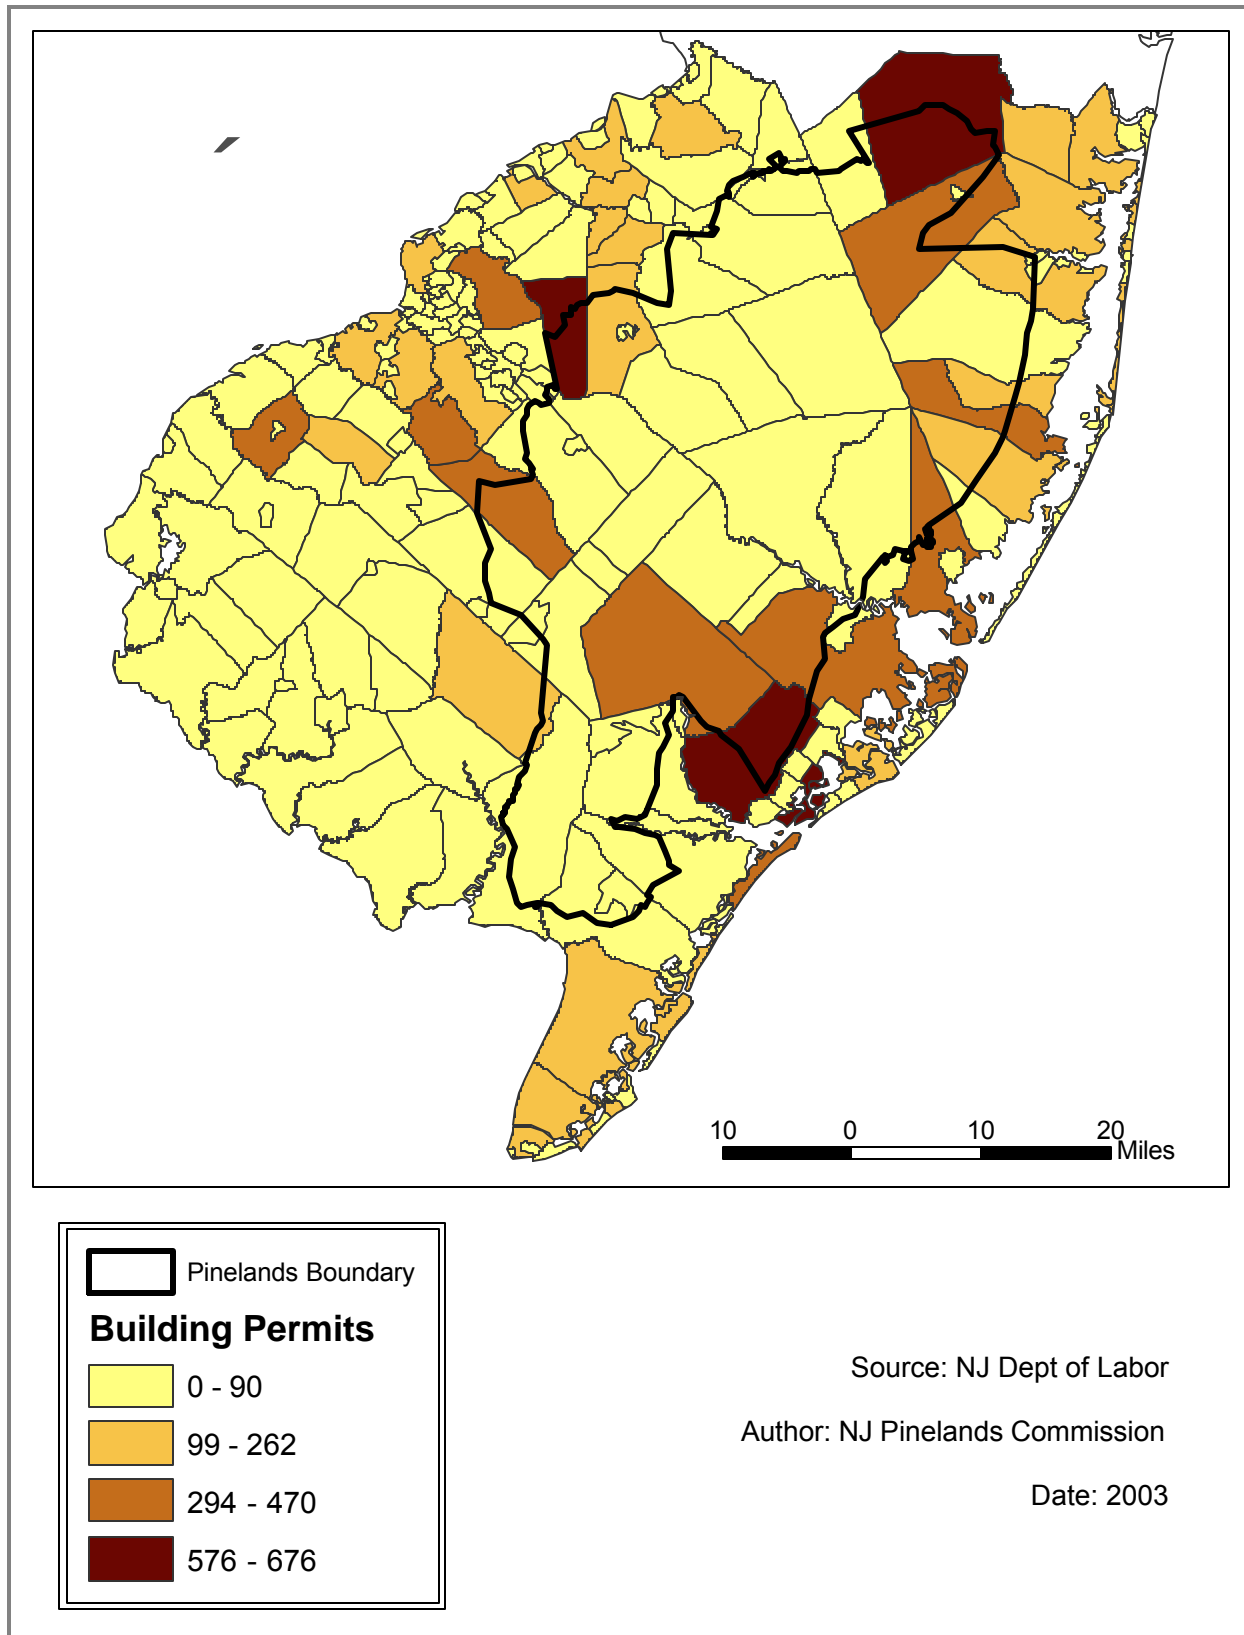 10 0 10 20
Miles
Pinelands Boundary
Building Permits
0 - 90
99 - 262
294 - 470
576 - 676
Source: NJ Dept of Labor
Author: NJ Pinelands Commission
Date: 2003